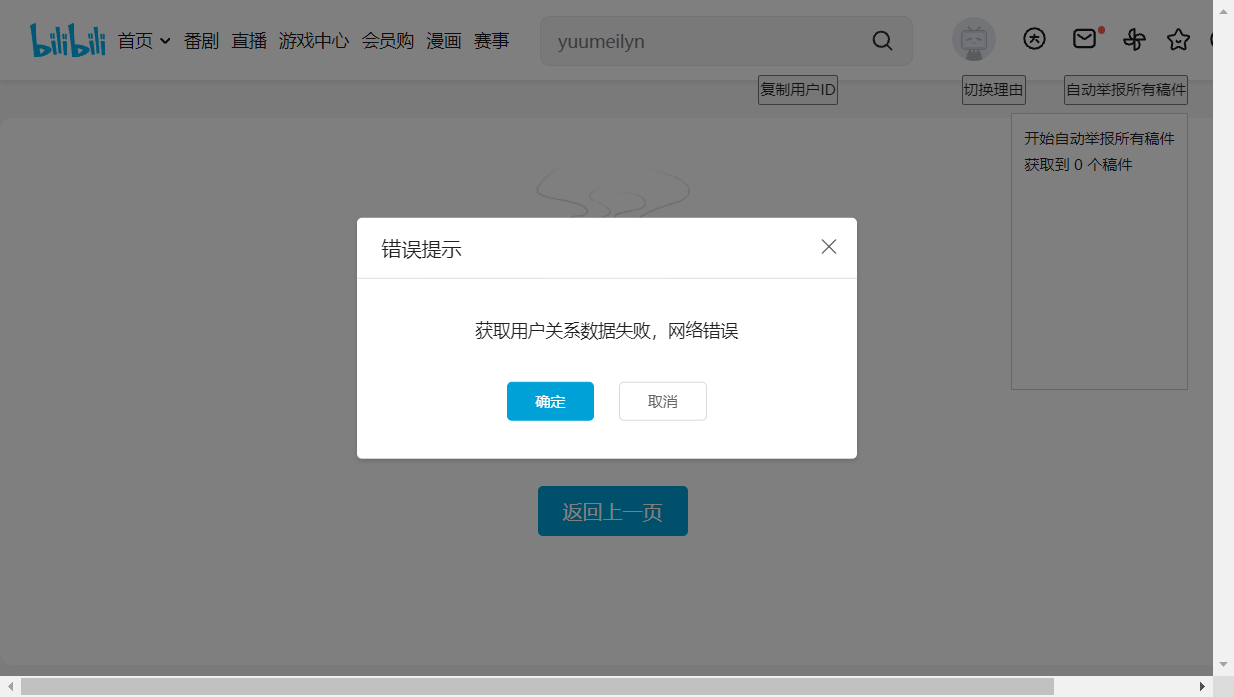 bilibili 首页 番剧 直播 游戏中心 会员购 漫画 赛事 yuumeilyn
复制用户ID 切换理由 自动举报所有稿件
开始自动举报所有稿件
获取到 0 个稿件
错误提示
获取用户关系数据失败，网络错误
确定 取消
返回上一页